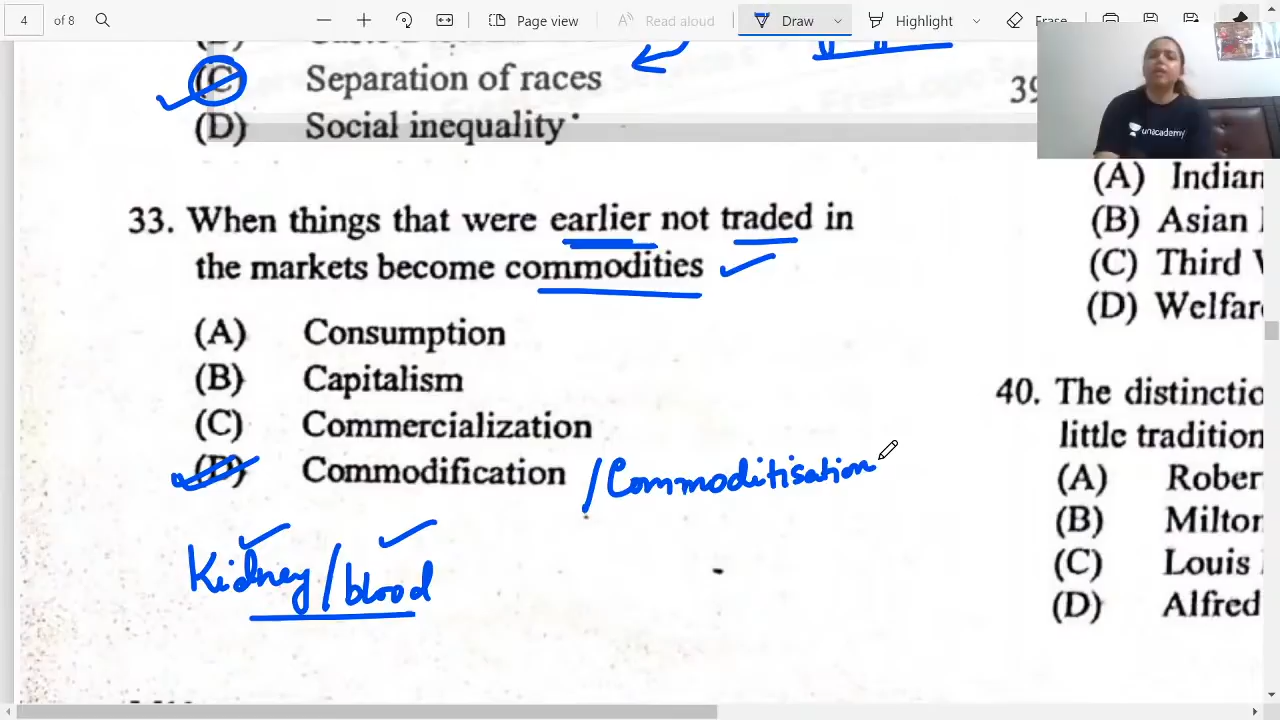 4 of 8 Page view Read aloud Draw Highlight Erase
(C) Separation of races
(D) Social inequality
39
unacademy
33. When things that were earlier not traded in
the markets become commodities
(A) Consumption
(B) Capitalism
(C) Commercialization
(D) Commodification /Commoditisation
Kidney/blood
(A) Indian
(B) Asian
(C) Third
(D) Welfar
40. The distinctio
little tradition
(A) Rober
(B) Milton
(C) Louis
(D) Alfred